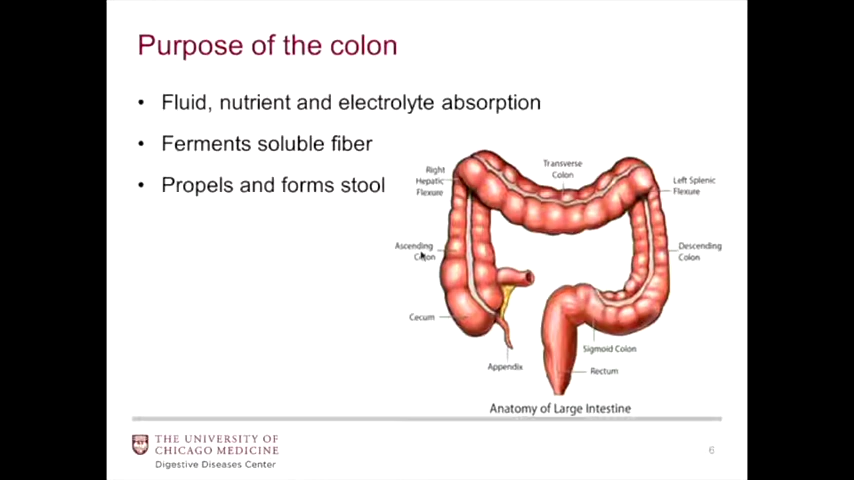 Purpose of the colon
• Fluid, nutrient and electrolyte absorption
• Ferments soluble fiber
• Propels and forms stool
Right
Hepatic
Flexure
Transverse
Colon
Left Splenic
Flexure
Ascending
Colon
Descending
Colon
Cecum
Appendix
Sigmoid Colon
Rectum
Anatomy of Large Intestine
THE UNIVERSITY OF
CHICAGO MEDICINE
Digestive Diseases Center
6